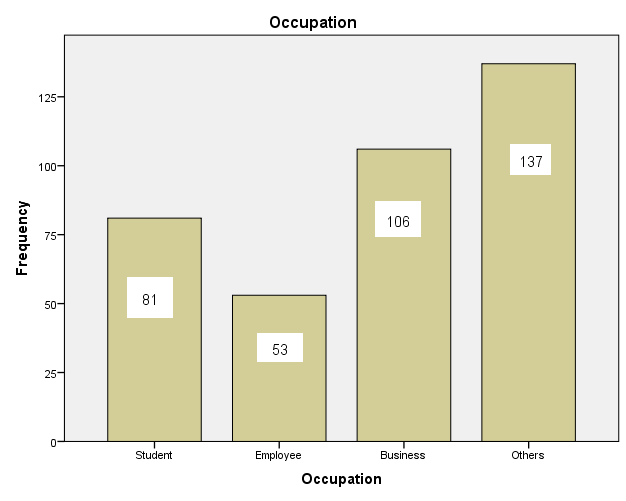 Occupation
125
100
75
50
25
0
Frequency
81
53
106
137
Student Employee Business Others
Occupation